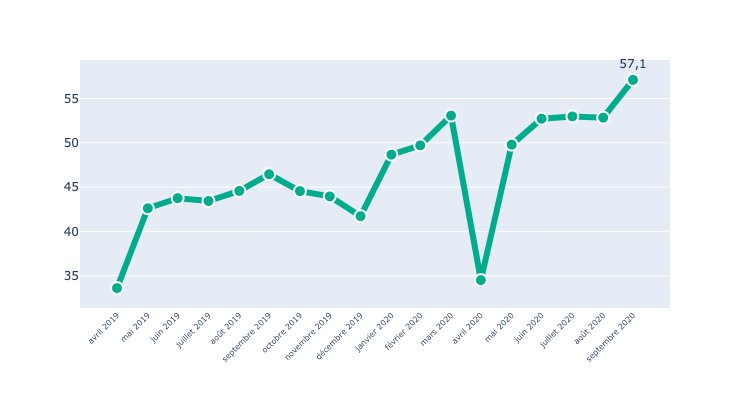 57,1
55
50
45
40
35
avril 2019
mai 2019
juin 2019
juillet 2019
août 2019
septembre 2019
octobre 2019
novembre 2019
décembre 2019
janvier 2020
février 2020
mars 2020
avril 2020
mai 2020
juin 2020
juillet 2020
août 2020
septembre 2020